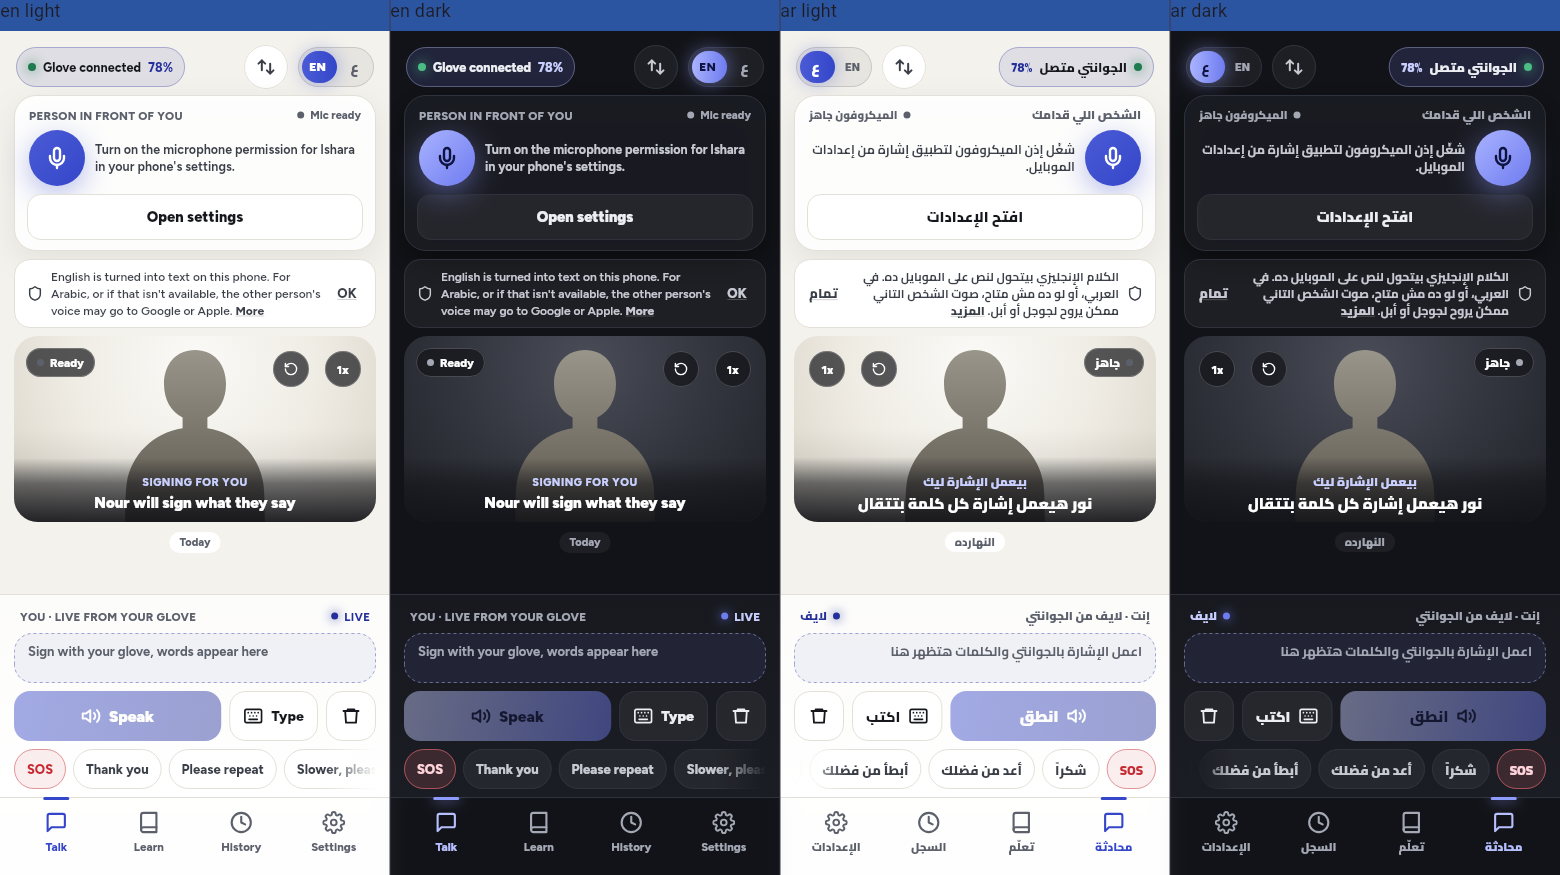 en light
Glove connected 78%
EN ع
PERSON IN FRONT OF YOU
Mic ready
Turn on the microphone permission for Ishara
in your phone's settings.
Open settings
English is turned into text on this phone. For
Arabic, or if that isn't available, the other person's
voice may go to Google or Apple. More
OK
Ready
1x
SIGNING FOR YOU
Nour will sign what they say
Today
YOU · LIVE FROM YOUR GLOVE
LIVE
Sign with your glove, words appear here
Speak
Type
SOS
Thank you
Please repeat
Slower, pleas
Talk
Learn
History
Settings
en dark
Glove connected 78%
EN ع
PERSON IN FRONT OF YOU
Mic ready
Turn on the microphone permission for Ishara
in your phone's settings.
Open settings
English is turned into text on this phone. For
Arabic, or if that isn't available, the other person's
voice may go to Google or Apple. More
OK
Ready
1x
SIGNING FOR YOU
Nour will sign what they say
Today
YOU · LIVE FROM YOUR GLOVE
LIVE
Sign with your glove, words appear here
Speak
Type
SOS
Thank you
Please repeat
Slower, plea
Talk
Learn
History
Settings
ar light
الجوانتي متصل 78%
EN ع
الشخص اللي قدامك
الميكروفون جاهز
شغّل إذن الميكروفون لتطبيق إشارة من إعدادات
الموبايل.
افتح الإعدادات
الكلام الإنجليزي بيتحول لنص على الموبايل ده. في
العربي، أو لو ده مش متاح، صوت الشخص التاني
ممكن يروح لجوجل أو أبل. المزيد
تمام
جاهز
1x
بيعمل الإشارة ليك
نور هيعمل إشارة كل كلمة بتتقال
النهارده
إنت · لايف من الجوانتي
لايف
اعمل الإشارة بالجوانتي والكلمات هتظهر هنا
انطق
اكتب
SOS
شكراً
أعد من فضلك
أبطأ من فضلك
محادثة
تعلّم
السجل
الإعدادات
ar dark
الجوانتي متصل 78%
EN ع
الشخص اللي قدامك
الميكروفون جاهز
شغّل إذن الميكروفون لتطبيق إشارة من إعدادات
الموبايل.
افتح الإعدادات
الكلام الإنجليزي بيتحول لنص على الموبايل ده. في
العربي، أو لو ده مش متاح، صوت الشخص التاني
ممكن يروح لجوجل أو أبل. المزيد
تمام
جاهز
1x
بيعمل الإشارة ليك
نور هيعمل إشارة كل كلمة بتتقال
النهارده
إنت · لايف من الجوانتي
لايف
اعمل الإشارة بالجوانتي والكلمات هتظهر هنا
انطق
اكتب
SOS
شكراً
أعد من فضلك
أبطأ من فضلك
محادثة
تعلّم
السجل
الإعدادات